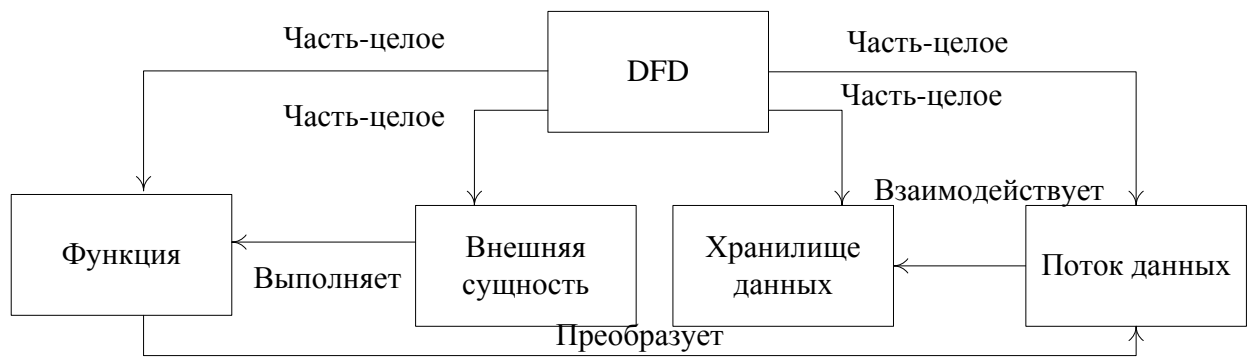 Часть-целое
DFD
Часть-целое
Часть-целое
Часть-целое
Взаимодействует
Функция
Выполняет
Внешняя
сущность
Хранилище
данных
Поток данных
Преобразует